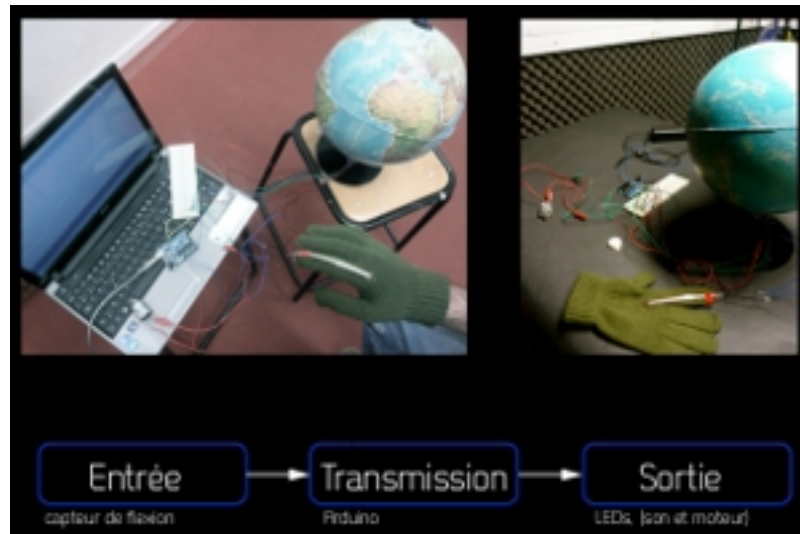 Entrée
Transmission
Sortie
capteur de flexion
Arduino
LEDs, (son et moteur)